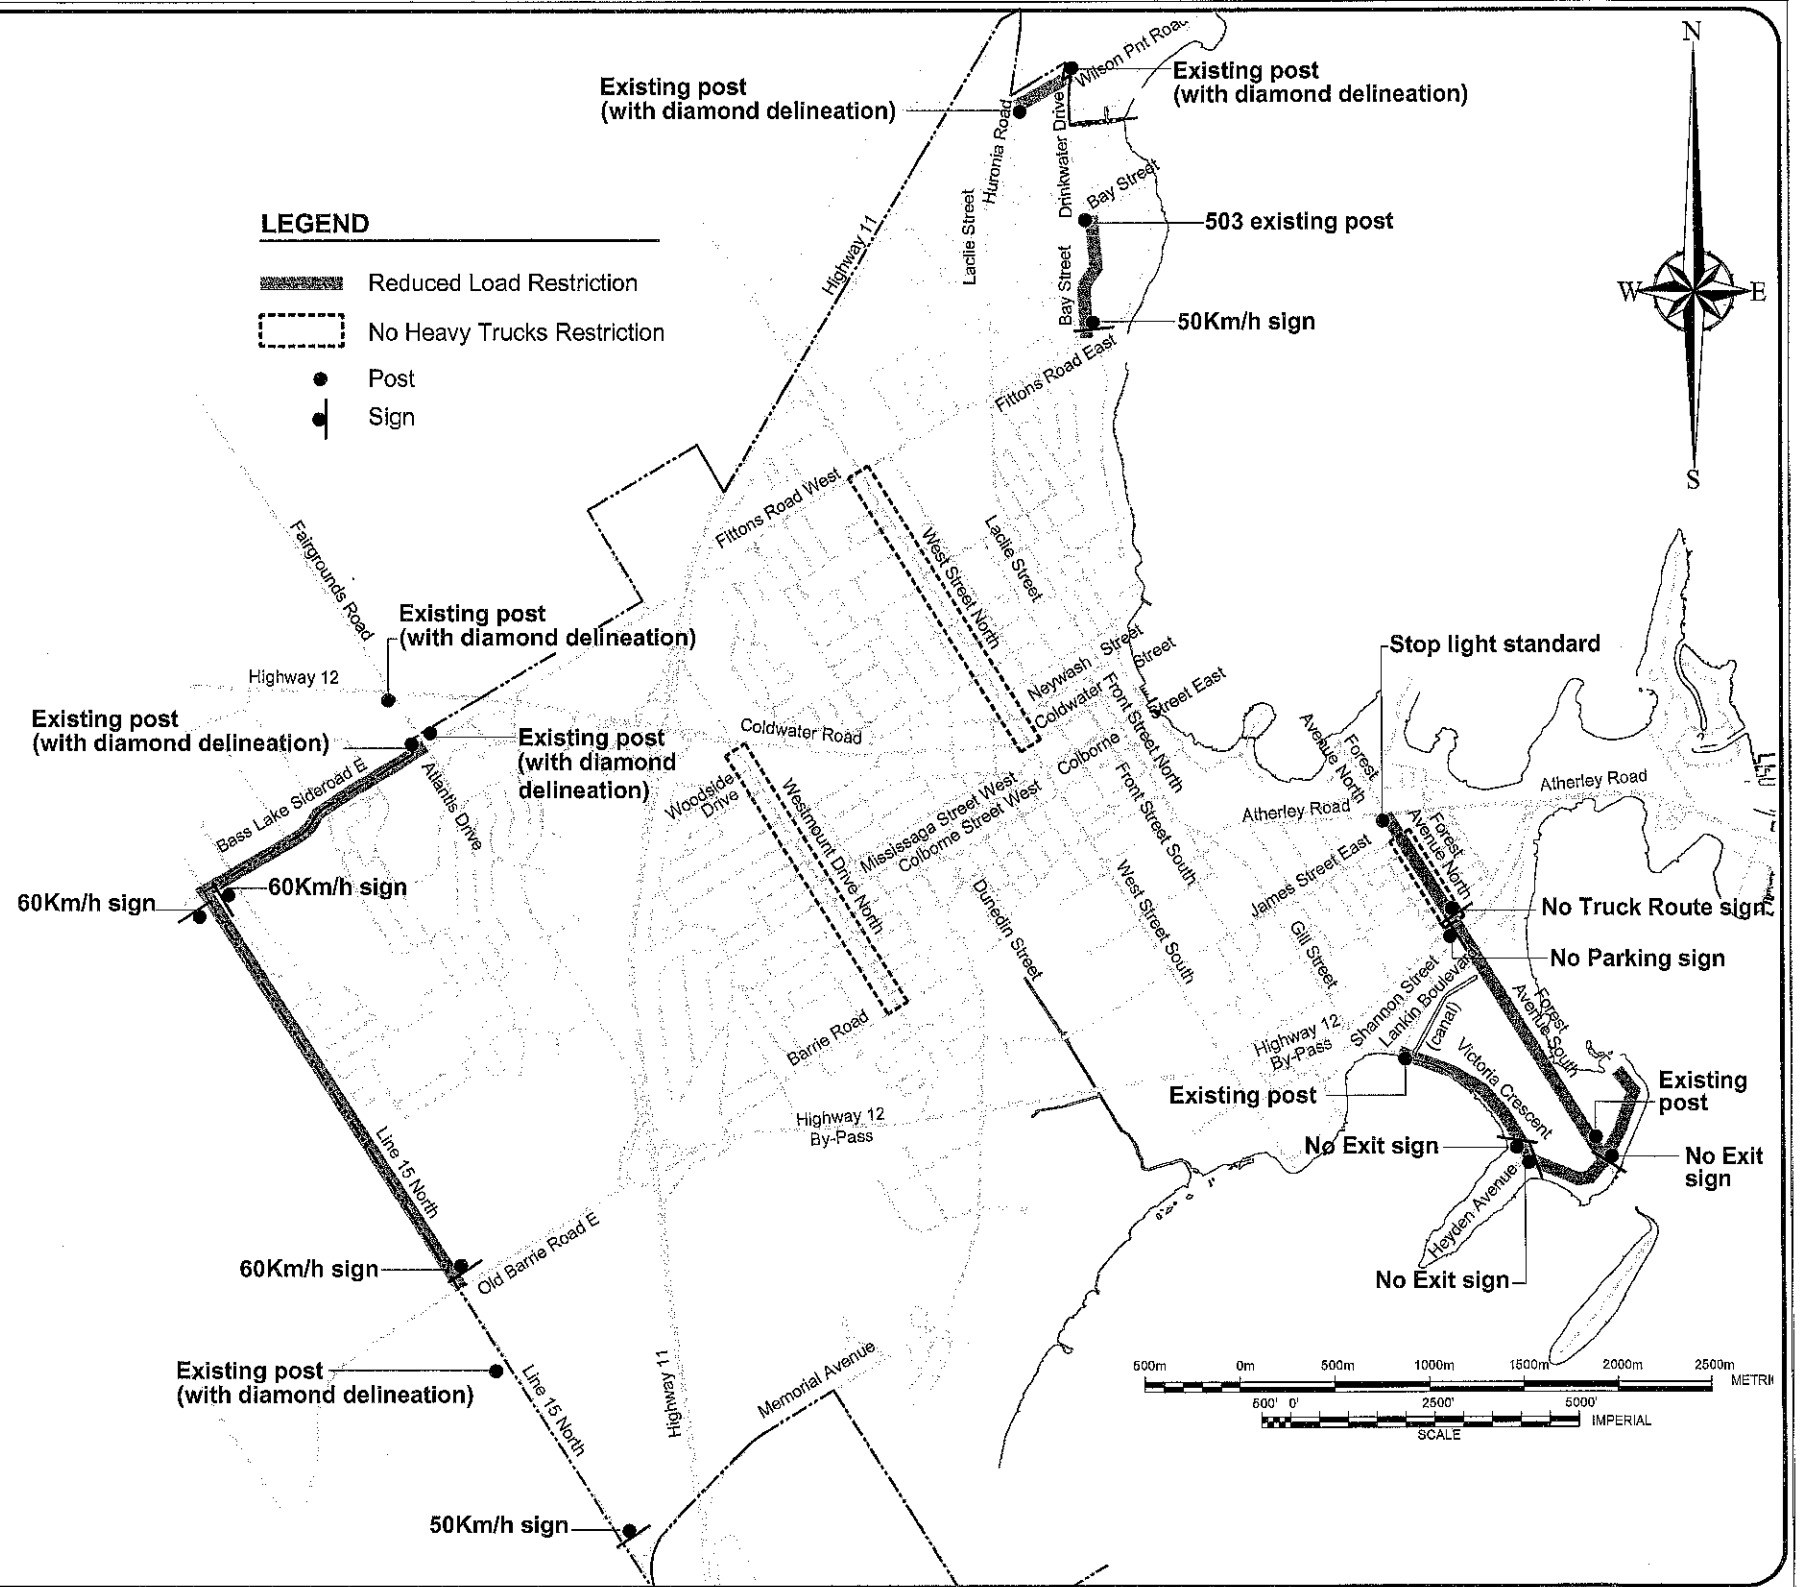 N
Wilson Pnt Road
Existing post
(with diamond delineation)
Existing post
(with diamond delineation)
Huronia Road
Drinkwater Drive
Bay Street
LEGEND
Reduced Load Restriction
No Heavy Trucks Restriction
Post
Sign
Highway 11
Laclie Street
503 existing post
Bay Street
50Km/h sign
W
E
S
Fittons Road East
Fittons Road West
West Street North
Laclie Street
Fairgrounds Road
Existing post
(with diamond delineation)
Highway 12
Existing post
(with diamond delineation)
Existing post
(with diamond
delineation)
Bass Lake Sideroad E
Atlantis Drive
Neywash Street
Coldwater Street
Front Street North
Colborne Street East
Stop light standard
Coldwater Road
Woodside
Drive
Westmount Drive North
Mississaga Street West
Colborne Street West
Front Street South
Forest
Avenue North
Atherley Road
Atherley Road
Forest
Avenue North
James Street East
60Km/h sign
60Km/h sign
No Truck Route sign
No Parking sign
Dunedin Street
West Street South
Gill Street
Shannon Street
Lankin Boulevard
(canal)
Forest
Avenue South
Highway 12
By-Pass
Barrie Road
Victoria Crescent
Existing post
Existing
post
Highway 12
By-Pass
No Exit sign
No Exit
sign
Heyden Avenue
No Exit sign
Line 15 North
60Km/h sign
Old Barrie Road E
Existing post
(with diamond delineation)
Line 15 North
Highway 11
Memorial Avenue
50Km/h sign
500m 0m 500m 1000m 1500m 2000m 2500m
METRI
500' 0' 2500' 5000'
IMPERIAL
SCALE